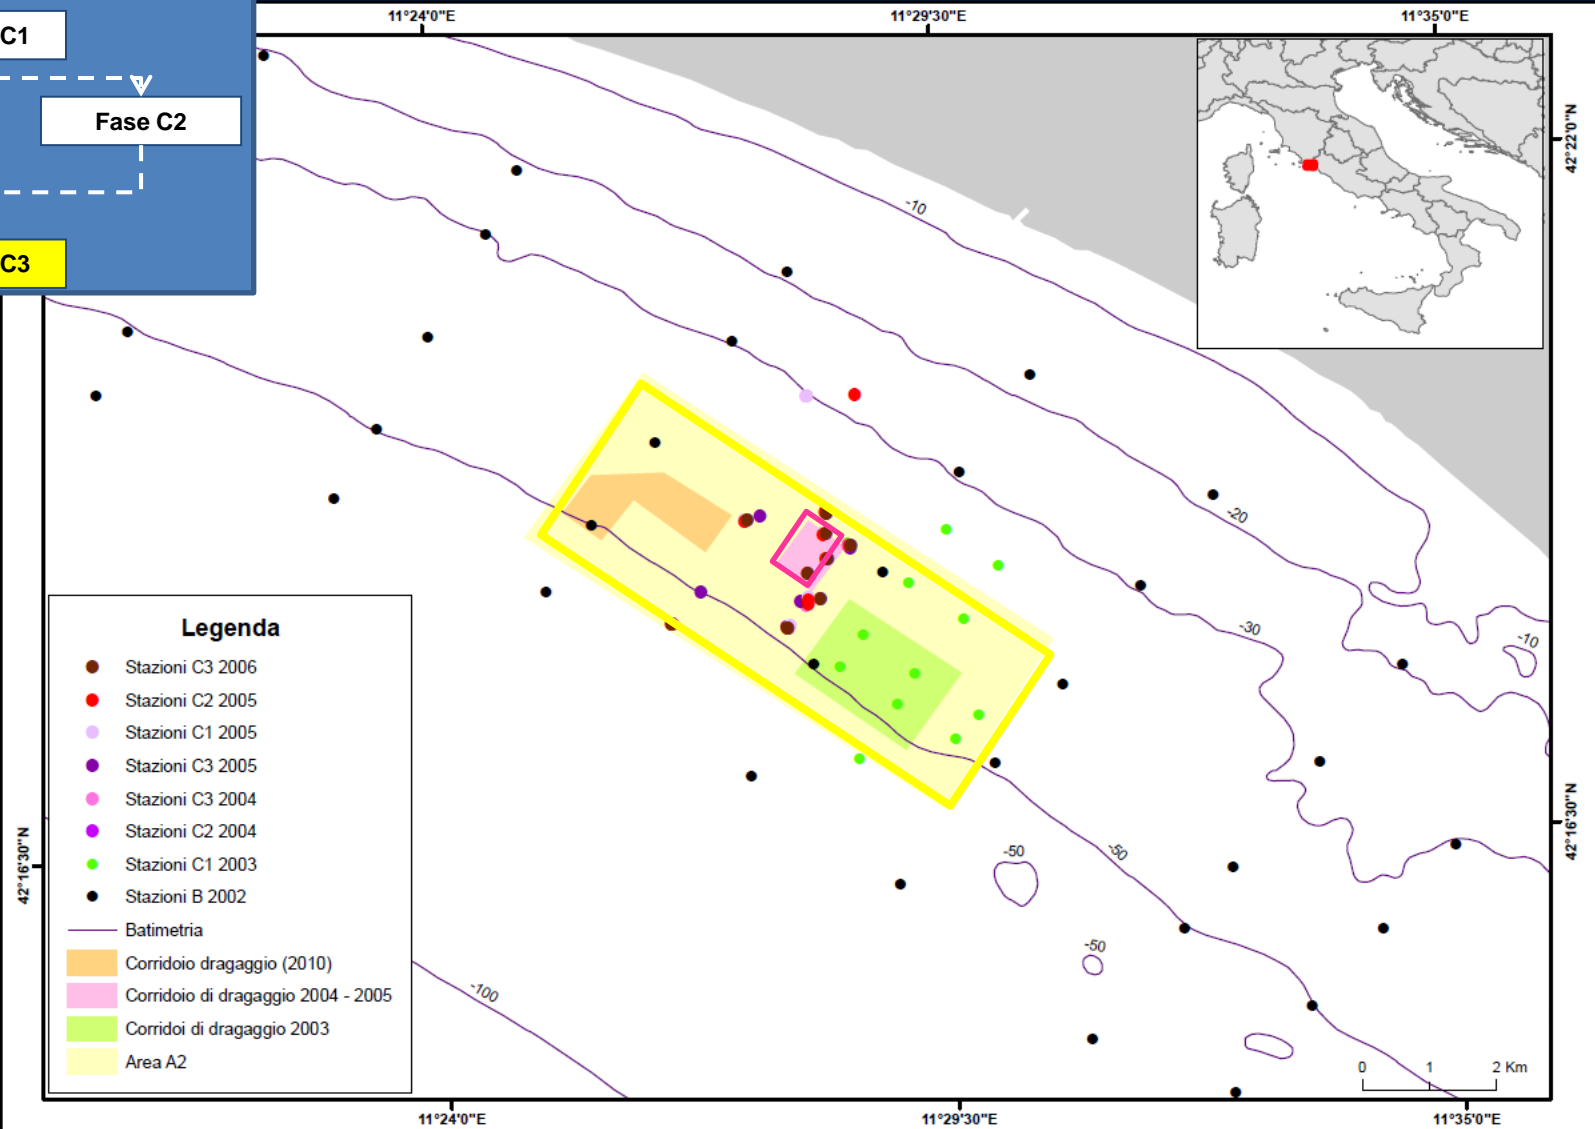 C1
Fase C2
C3
11°24'0"E
11°29'30"E
11°35'0"E
42°22'0"N
-10
-20
-30
-10
-50
-50
-50
-100
42°16'30"N
42°16'30"N
Legenda
Stazioni C3 2006
Stazioni C2 2005
Stazioni C1 2005
Stazioni C3 2005
Stazioni C3 2004
Stazioni C2 2004
Stazioni C1 2003
Stazioni B 2002
Batimetria
Corridoio dragaggio (2010)
Corridoio di dragaggio 2004 - 2005
Corridoi di dragaggio 2003
Area A2
0 1 2 Km
11°24'0"E
11°29'30"E
11°35'0"E